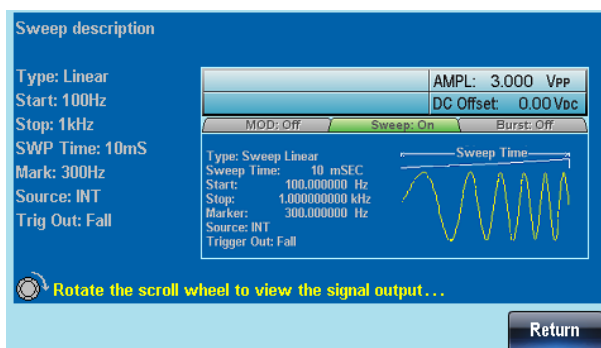 Sweep description
Type: Linear
Start: 100Hz
Stop: 1kHz
SWP Time: 10mS
Mark: 300Hz
Source: INT
Trig Out: Fall
AMPL: 3.000 VPP
DC Offset: 0.00 VDC
MOD: Off Sweep: On Burst: Off
Type: Sweep Linear
Sweep Time: 10 mSEC
Start: 100.000000 Hz
Stop: 1.000000000 kHz
Marker: 300.000000 Hz
Source: INT
Trigger Out: Fall
Sweep Time
Rotate the scroll wheel to view the signal output...
Return